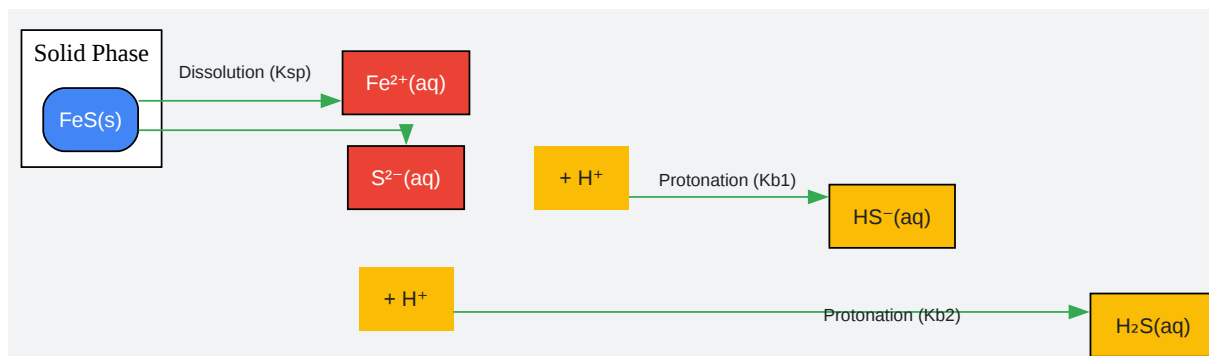 Solid Phase
FeS(s)
Dissolution (Ksp)
Fe²⁺(aq)
S²⁻(aq)
+ H⁺
Protonation (Kb1)
HS⁻(aq)
+ H⁺
Protonation (Kb2)
H₂S(aq)